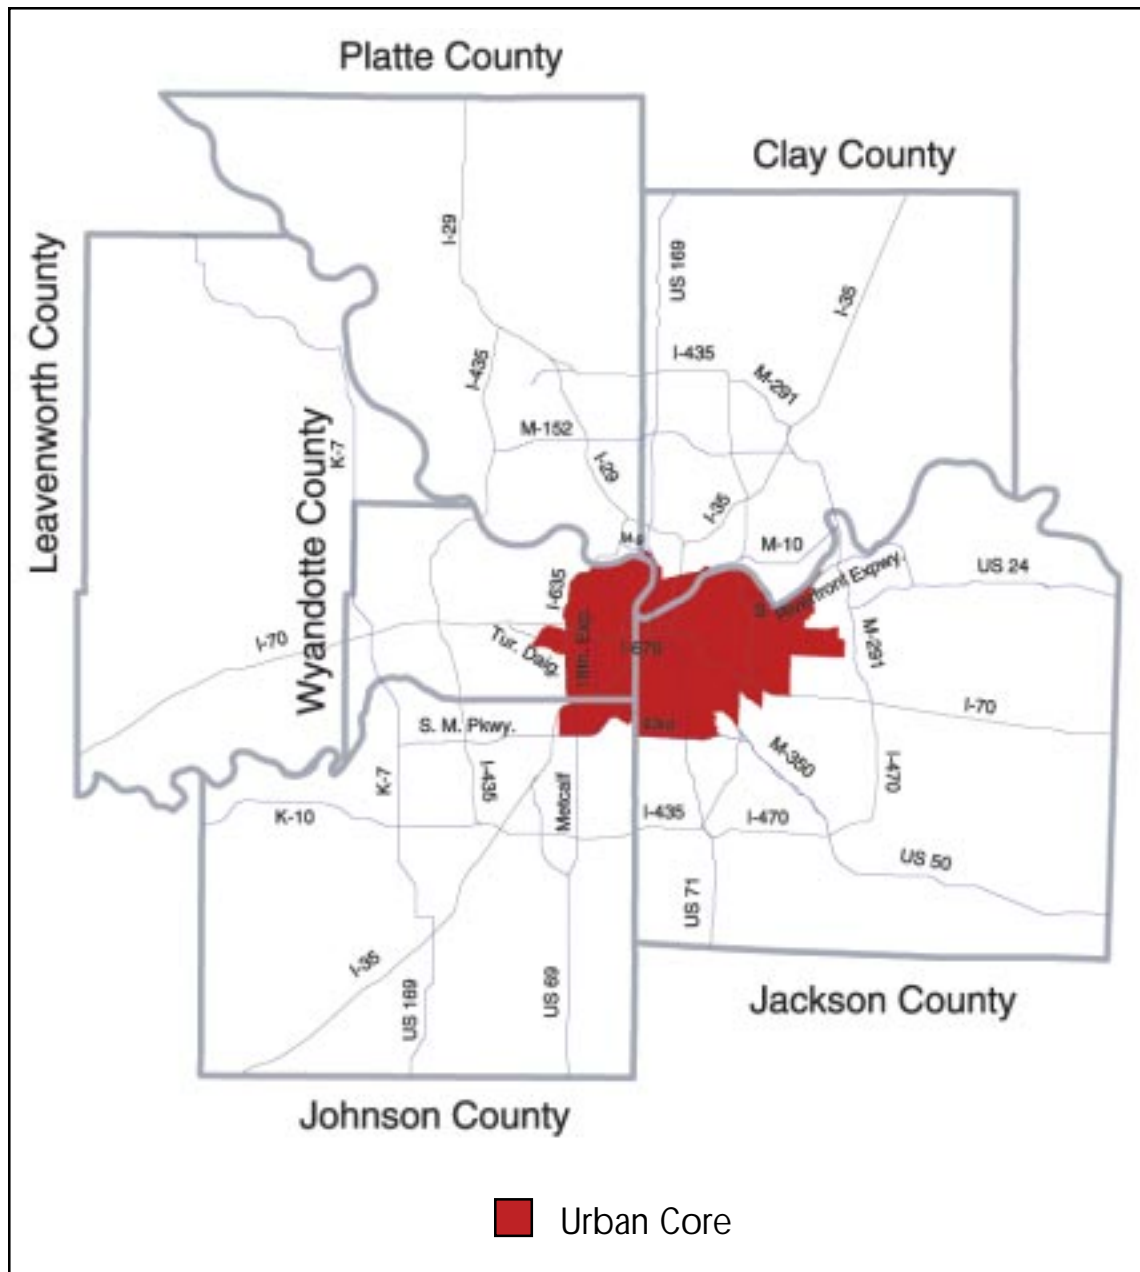 Platte County
Clay County
Leavenworth County
Wyandotte County
I-29
US 169
I-35
I-435
I-435
M-291
K-7
M-152
I-29
I-35
M-10
I-635
US 24
Riverfront Expwy.
I-70
Tur. Daig.
I-670
M-291
I-70
S. M. Pkwy.
K-7
I-435
Metcalf
M-350
I-470
K-10
I-435
I-470
US 50
US 71
I-35
US 169
US 69
Jackson County
Johnson County
Urban Core